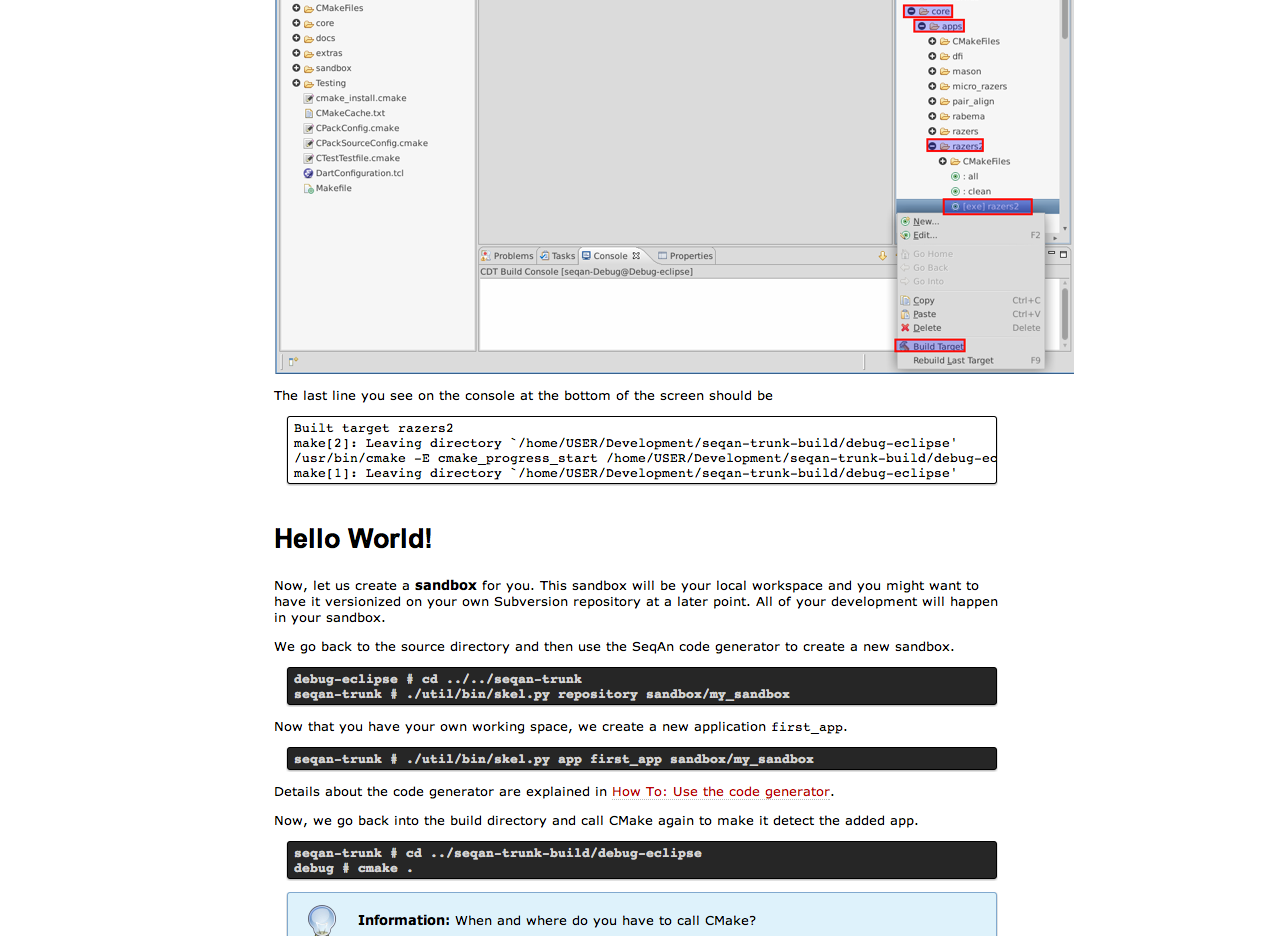 CMakeFiles
core
docs
extras
sandbox
Testing
cmake_install.cmake
CMakeCache.txt
CPackConfig.cmake
CPackSourceConfig.cmake
CTestTestfile.cmake
DartConfiguration.tcl
Makefile
core
apps
CMakeFiles
dfi
mason
micro_razers
pair_align
rabema
razers
razers2
CMakeFiles
: all
: clean
[exe] razers2
New...
Edit... F2
Go Home
Go Back
Go Into
Copy Ctrl+C
Paste Ctrl+V
Delete Delete
Build Target
Rebuild Last Target F9
Problems Tasks Console Properties
CDT Build Console [seqan-Debug@Debug-eclipse]
The last line you see on the console at the bottom of the screen should be
Built target razers2
make[2]: Leaving directory `/home/USER/Development/seqan-trunk-build/debug-eclipse'
/usr/bin/cmake -E cmake_progress_start /home/USER/Development/seqan-trunk-build/debug-ec
make[1]: Leaving directory `/home/USER/Development/seqan-trunk-build/debug-eclipse'
Hello World!
Now, let us create a sandbox for you. This sandbox will be your local workspace and you might want to
have it versionized on your own Subversion repository at a later point. All of your development will happen
in your sandbox.
We go back to the source directory and then use the SeqAn code generator to create a new sandbox.
debug-eclipse # cd ../../seqan-trunk
seqan-trunk # ./util/bin/skel.py repository sandbox/my_sandbox
Now that you have your own working space, we create a new application first_app.
seqan-trunk # ./util/bin/skel.py app first_app sandbox/my_sandbox
Details about the code generator are explained in How To: Use the code generator.
Now, we go back into the build directory and call CMake again to make it detect the added app.
seqan-trunk # cd ../seqan-trunk-build/debug-eclipse
debug # cmake .
Information: When and where do you have to call CMake?